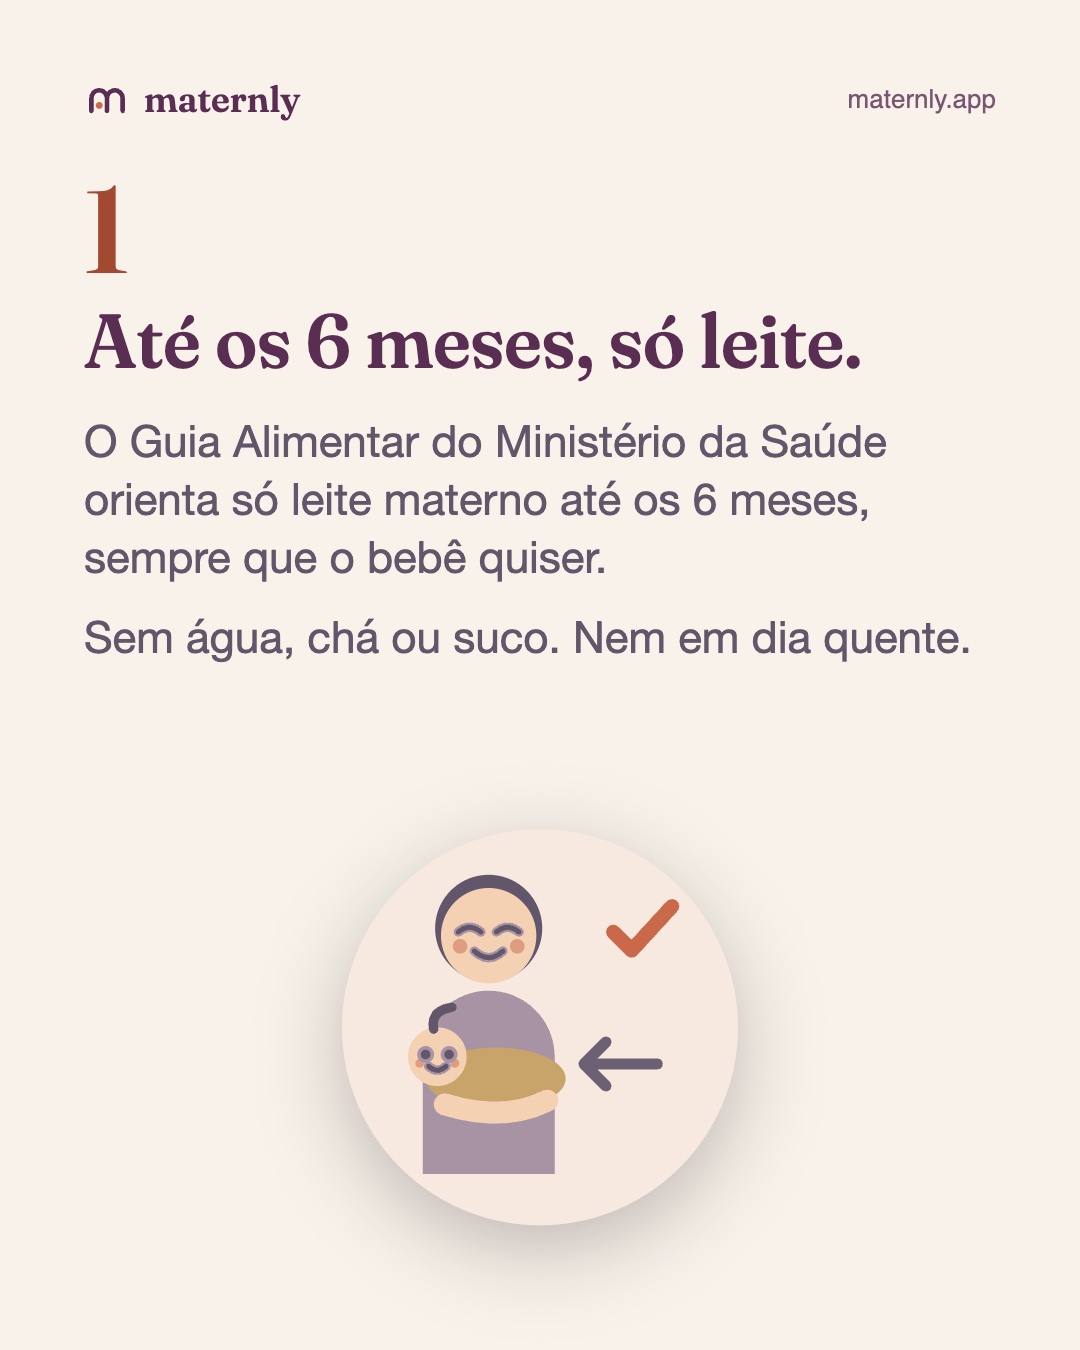 maternly
maternly.app
1
Até os 6 meses, só leite.
O Guia Alimentar do Ministério da Saúde
orienta só leite materno até os 6 meses,
sempre que o bebê quiser.
Sem água, chá ou suco. Nem em dia quente.